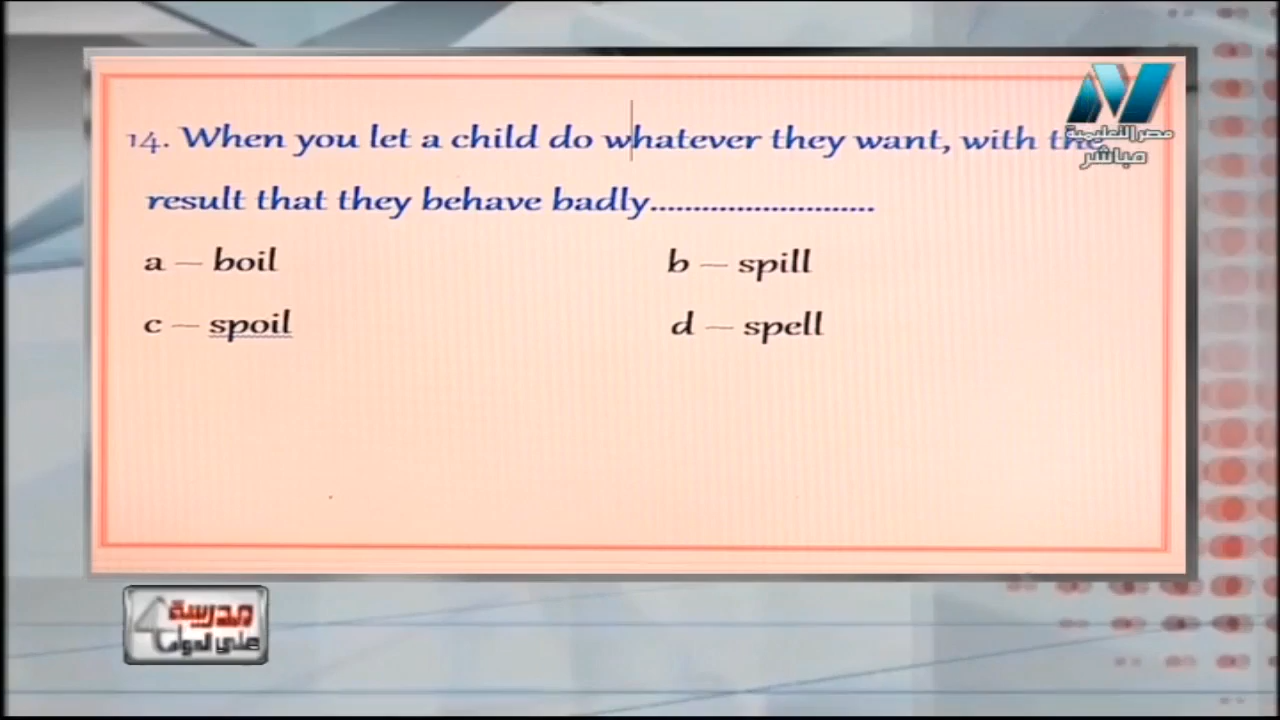 14. When you let a child do whatever they want, with the
result that they behave badly..........................
a — boil
b — spill
c — spoil
d — spell
مصر التعليمية
مباشر
مدرسة
على الهواء